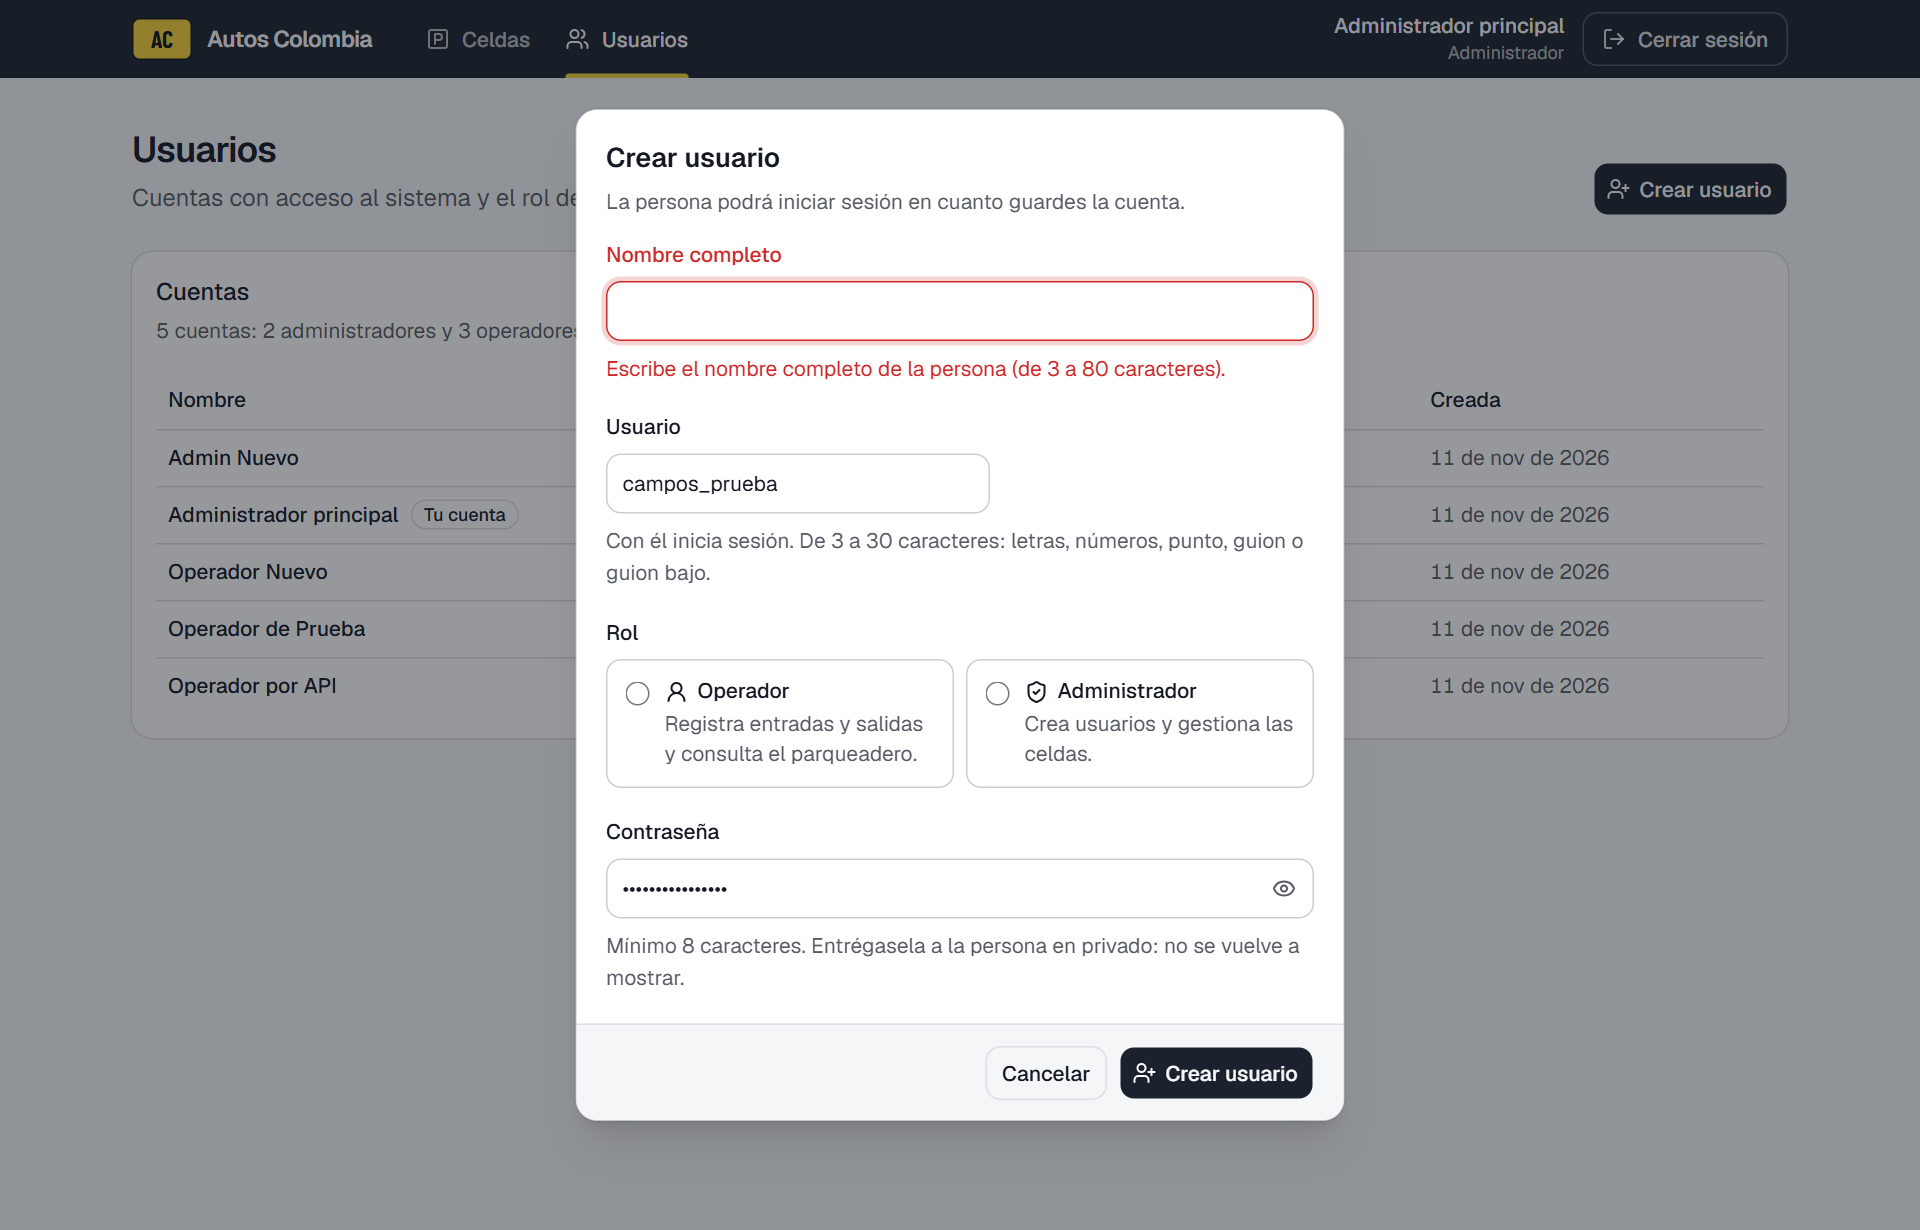 AC Autos Colombia Celdas Usuarios Administrador principal Administrador Cerrar sesión
Usuarios
Cuentas con acceso al sistema y el rol de
Crear usuario
Cuentas
5 cuentas: 2 administradores y 3 operadores
Nombre Creada
Admin Nuevo 11 de nov de 2026
Administrador principal Tu cuenta 11 de nov de 2026
Operador Nuevo 11 de nov de 2026
Operador de Prueba 11 de nov de 2026
Operador por API 11 de nov de 2026
Crear usuario
La persona podrá iniciar sesión en cuanto guardes la cuenta.
Nombre completo
Escribe el nombre completo de la persona (de 3 a 80 caracteres).
Usuario
campos_prueba
Con él inicia sesión. De 3 a 30 caracteres: letras, números, punto, guion o
guion bajo.
Rol
Operador
Registra entradas y salidas
y consulta el parqueadero.
Administrador
Crea usuarios y gestiona las
celdas.
Contraseña
••••••••••••••••
Mínimo 8 caracteres. Entrégasela a la persona en privado: no se vuelve a
mostrar.
Cancelar Crear usuario